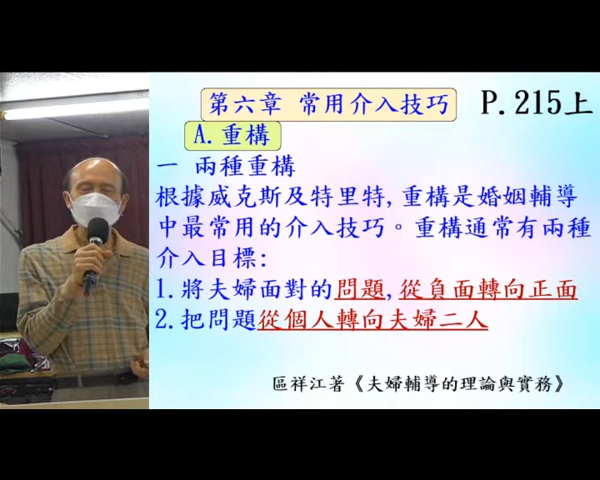 第六章 常用介入技巧 P.215上
A.重構
一 兩種重構
根據威克斯及特里特,重構是婚姻輔導
中最常用的介入技巧。重構通常有兩種
介入目標:
1.將夫婦面對的問題,從負面轉向正面
2.把問題從個人轉向夫婦二人
區祥江著《夫婦輔導的理論與實務》